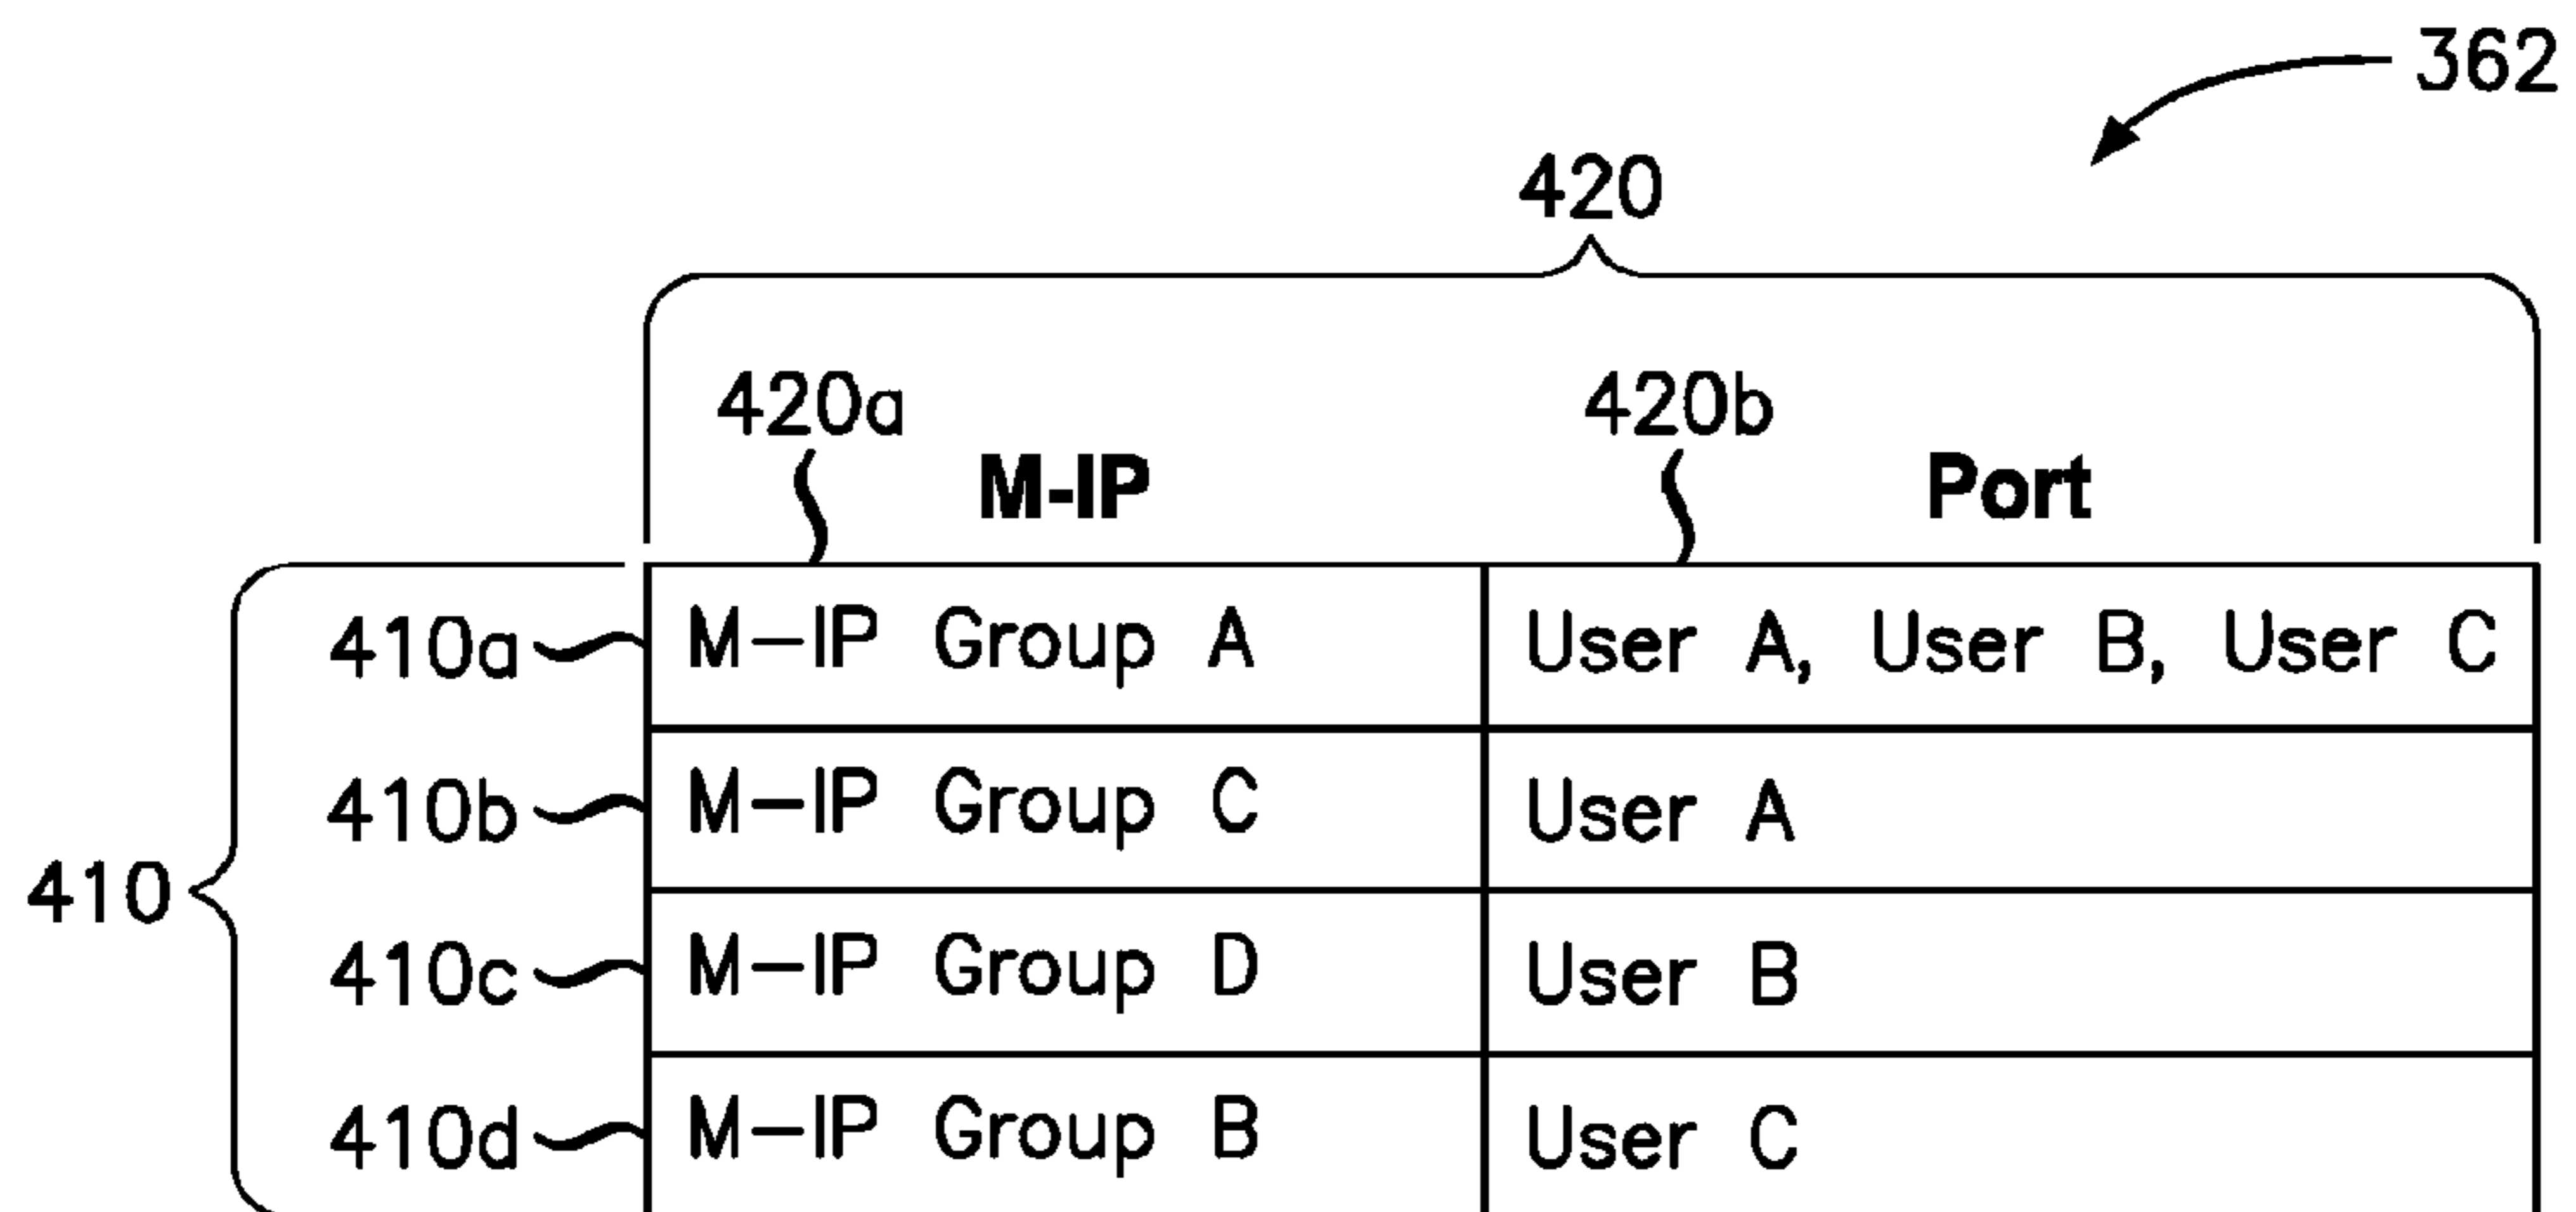 362
420
420a 420b
M-IP Port
410a M-IP Group A User A, User B, User C
410b M-IP Group C User A
410
410c M-IP Group D User B
410d M-IP Group B User C